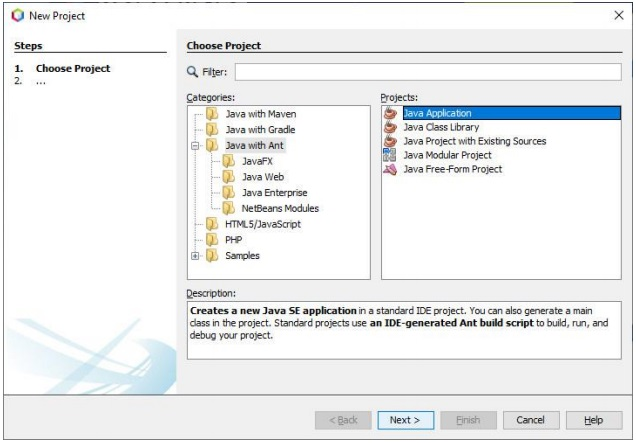 New Project
Steps
1. Choose Project
2. ...
Choose Project
Filter:
Categories:
Java with Maven
Java with Gradle
Java with Ant
JavaFX
Java Web
Java Enterprise
NetBeans Modules
HTML5/JavaScript
PHP
Samples
Projects:
Java Application
Java Class Library
Java Project with Existing Sources
Java Modular Project
Java Free-Form Project
Description:
Creates a new Java SE application in a standard IDE project. You can also generate a main
class in the project. Standard projects use an IDE-generated Ant build script to build, run, and
debug your project.
< Back Next > Finish Cancel Help